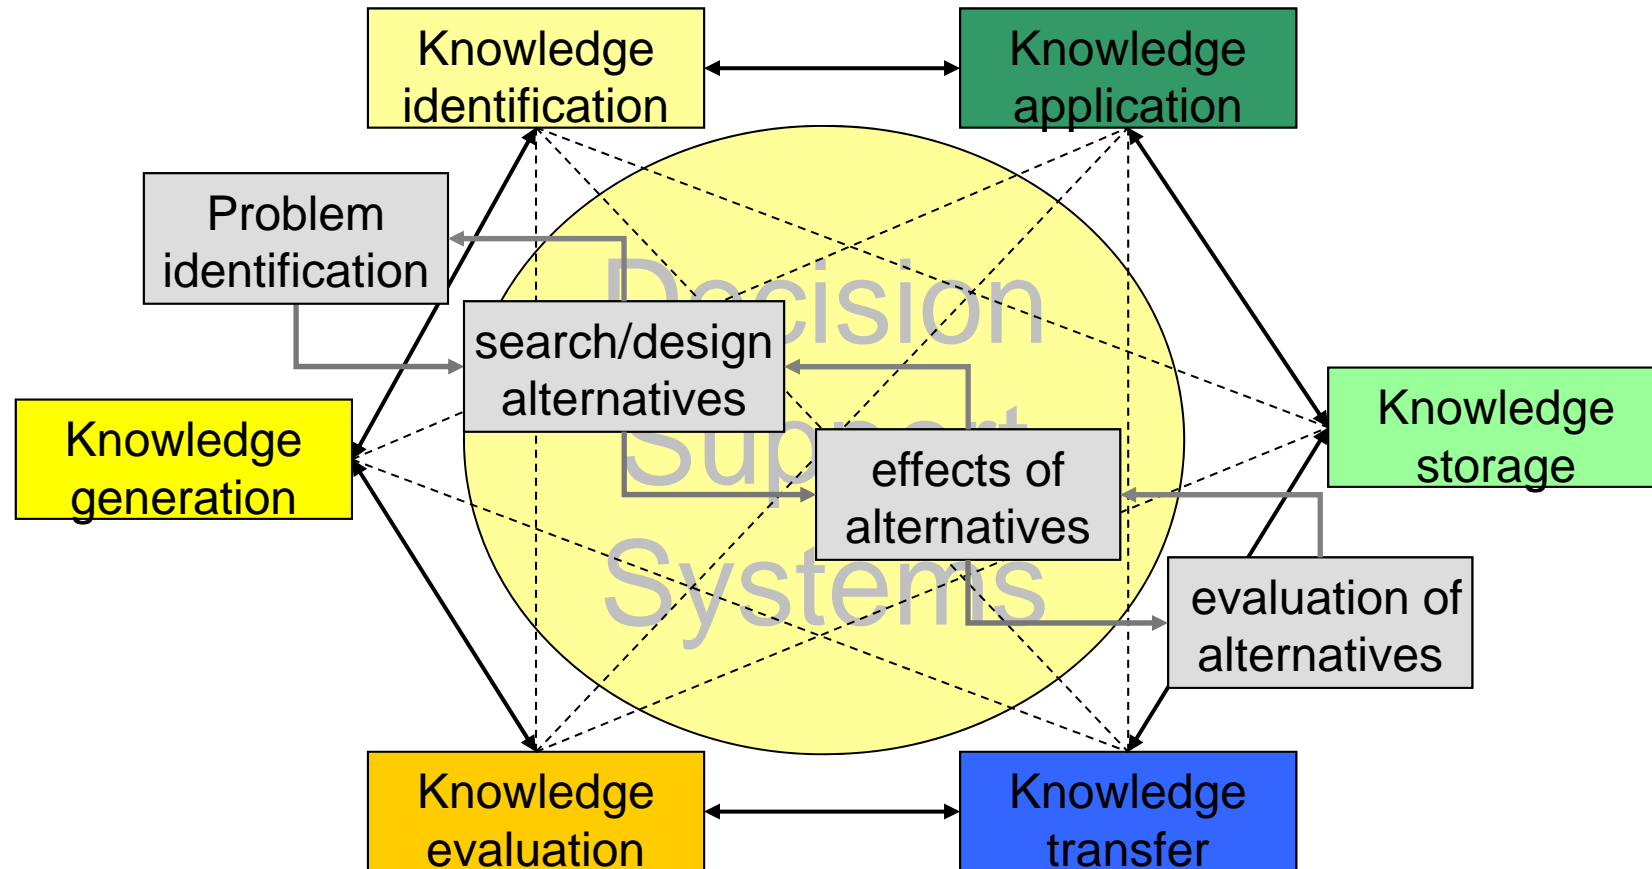 Knowledge
identification
Knowledge
application
Problem
identification
Decision
Support
Systems
search/design
alternatives
effects of
alternatives
Knowledge
generation
Knowledge
storage
evaluation of
alternatives
Knowledge
evaluation
Knowledge
transfer